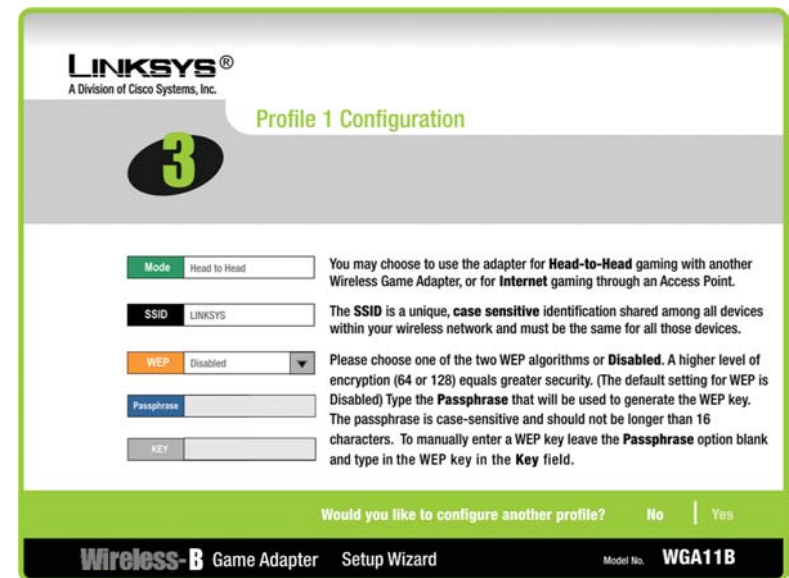 LINKSYS®
A Division of Cisco Systems, Inc.
Profile 1 Configuration
3
Mode Head to Head
You may choose to use the adapter for Head-to-Head gaming with another
Wireless Game Adapter, or for Internet gaming through an Access Point.
SSID LINKSYS
The SSID is a unique, case sensitive identification shared among all devices
within your wireless network and must be the same for all those devices.
WEP Disabled
Please choose one of the two WEP algorithms or Disabled. A higher level of
encryption (64 or 128) equals greater security. (The default setting for WEP is
Disabled) Type the Passphrase that will be used to generate the WEP key.
The passphrase is case-sensitive and should not be longer than 16
characters. To manually enter a WEP key leave the Passphrase option blank
and type in the WEP key in the Key field.
Passphrase
KEY
Would you like to configure another profile? No | Yes
Wireless-B Game Adapter Setup Wizard Model No. WGA11B